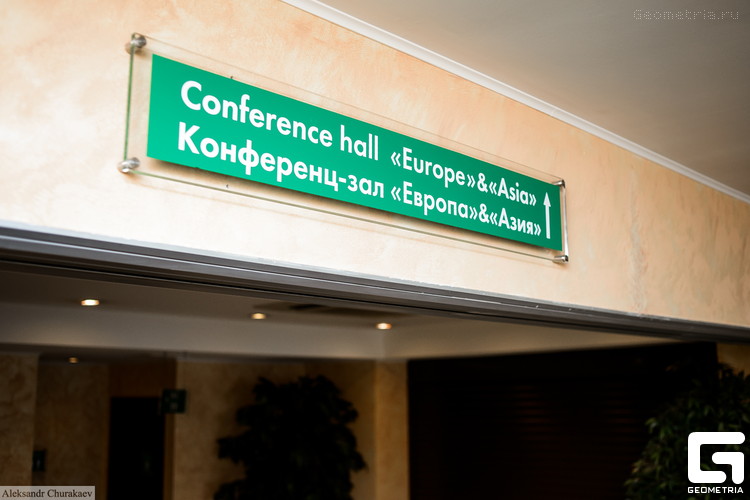 Geometria.ru
Conference hall «Europe»&«Asia»
Конференц-зал «Европа»&«Азия»
Aleksandr Churakaev
GEOMETRIA